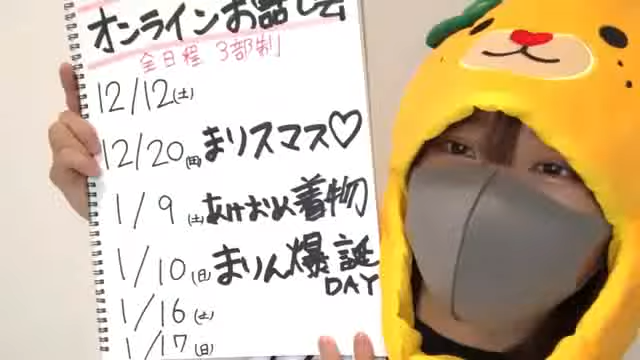 オンラインお話し会
全日程 3部制
12/12(土)
12/20(日)まりスマス♡
1/9(土)あけおめ着物
1/10(日)まりん爆誕
DAY
1/16(土)
1/17(日)